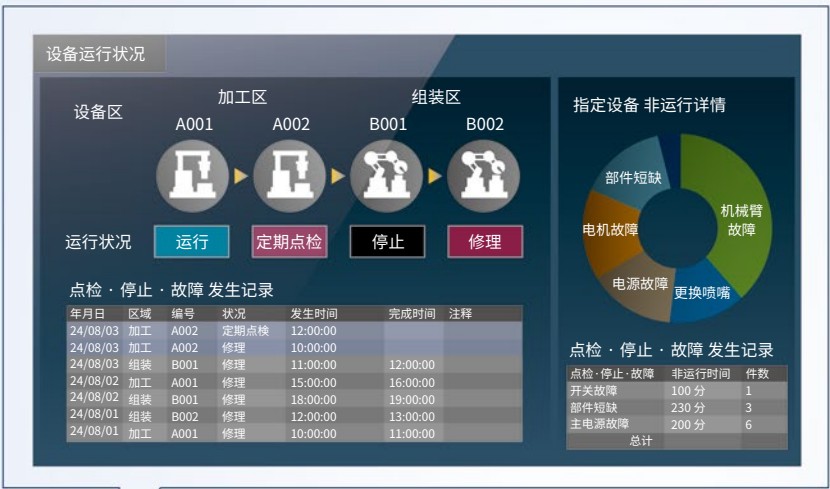 设备运行状况
设备区
加工区
组装区
A001
A002
B001
B002
运行状况
运行
定期点检
停止
修理
点检 · 停止 · 故障 发生记录
年月日 区域 编号 状况 发生时间 完成时间 注释
24/08/03 加工 A002 定期点検 12:00:00
24/08/03 加工 A002 修理 10:00:00
24/08/03 组装 B001 修理 11:00:00 12:00:00
24/08/02 加工 A001 修理 15:00:00 16:00:00
24/08/02 组装 B001 修理 18:00:00 19:00:00
24/08/01 组装 B002 修理 12:00:00 13:00:00
24/08/01 加工 A001 修理 10:00:00 11:00:00
指定设备 非运行详情
部件短缺
机械臂
故障
电机故障
电源故障
更换喷嘴
点检 · 停止 · 故障 发生记录
点检·停止·故障 非运行时间 件数
开关故障 100 分 1
部件短缺 230 分 3
主电源故障 200 分 6
总计